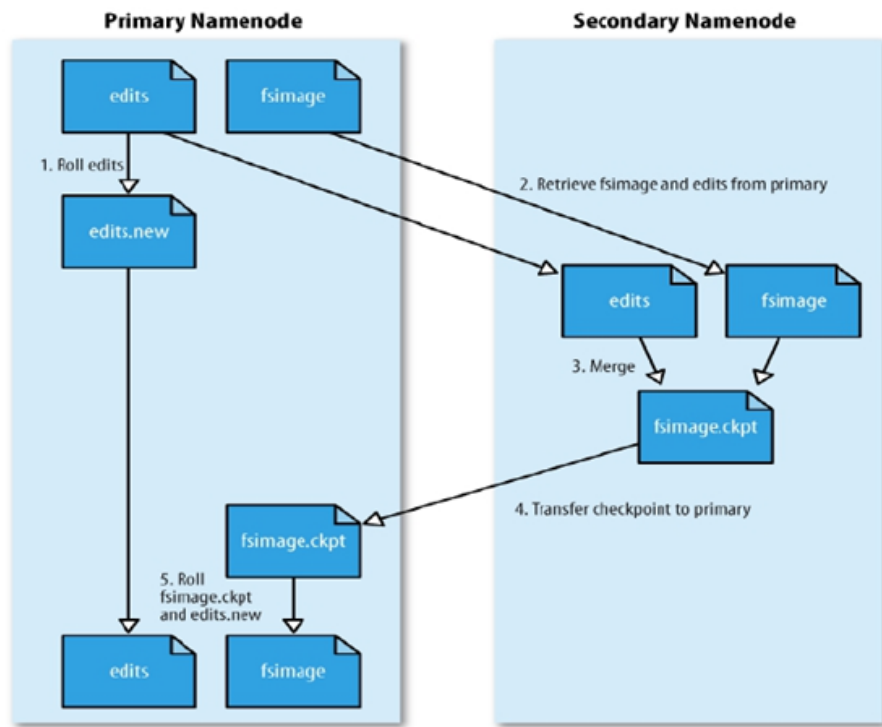 Primary Namenode
Secondary Namenode
edits
fsimage
1. Roll edits
2. Retrieve fsimage and edits from primary
edits.new
edits
fsimage
3. Merge
fsimage.ckpt
4. Transfer checkpoint to primary
fsimage.ckpt
5. Roll
fsimage.ckpt
and edits.new
edits
fsimage